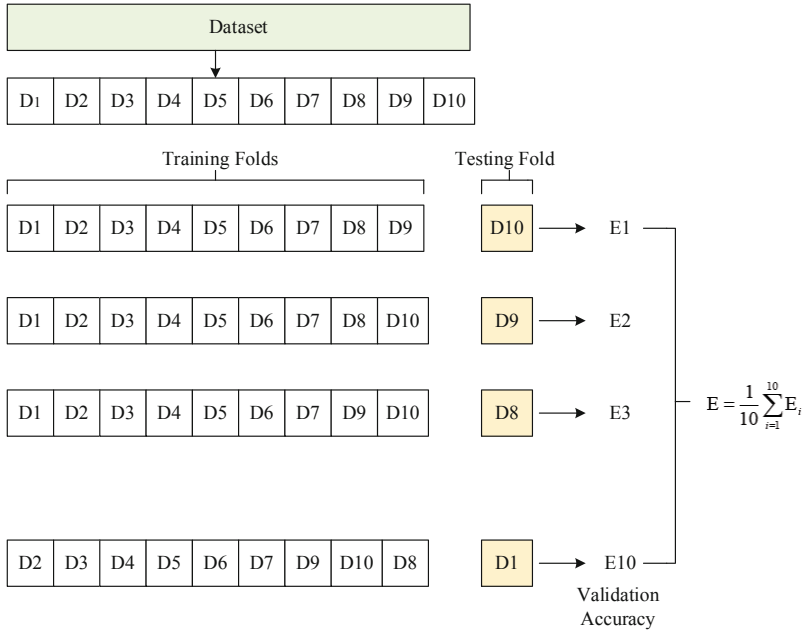 Dataset
D1 D2 D3 D4 D5 D6 D7 D8 D9 D10
Training Folds Testing Fold
D1 D2 D3 D4 D5 D6 D7 D8 D9 D10 E1
D1 D2 D3 D4 D5 D6 D7 D8 D10 D9 E2
D1 D2 D3 D4 D5 D6 D7 D9 D10 D8 E3
E = 1/10 ∑_{i=1}^{10} E_i
D2 D3 D4 D5 D6 D7 D9 D10 D8 D1 E10
Validation
Accuracy